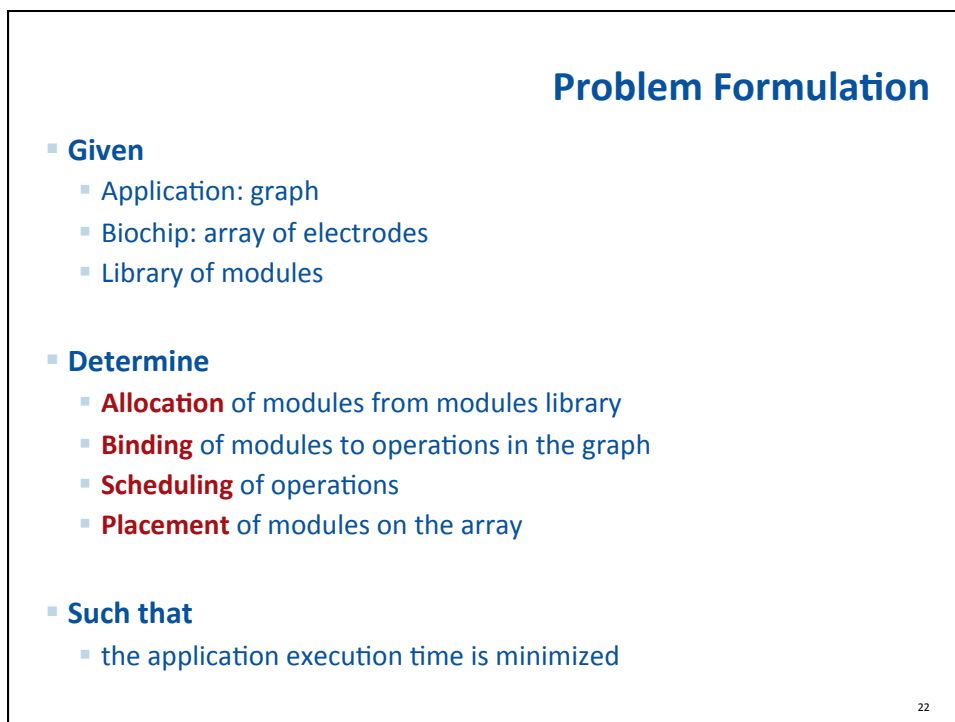 Problem Formulation
Given
Application: graph
Biochip: array of electrodes
Library of modules
Determine
Allocation of modules from modules library
Binding of modules to operations in the graph
Scheduling of operations
Placement of modules on the array
Such that
the application execution time is minimized
22